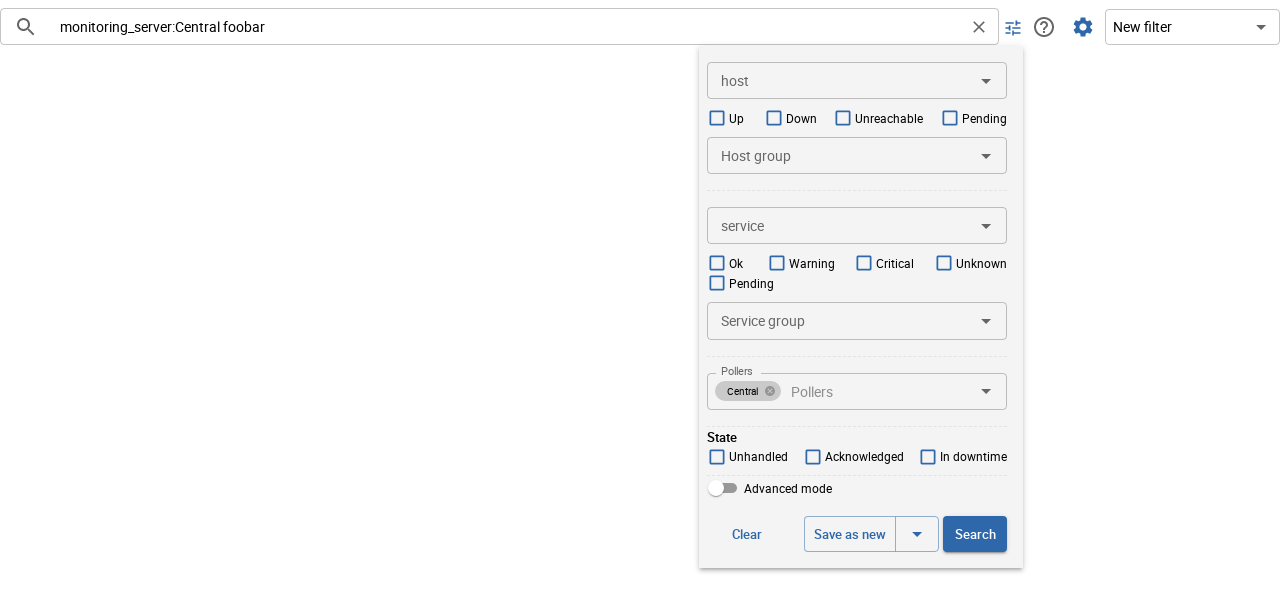 monitoring_server:Central foobar
New filter
host
Up Down Unreachable Pending
Host group
service
Ok Warning Critical Unknown
Pending
Service group
Pollers
Central Pollers
State
Unhandled Acknowledged In downtime
Advanced mode
Clear Save as new Search